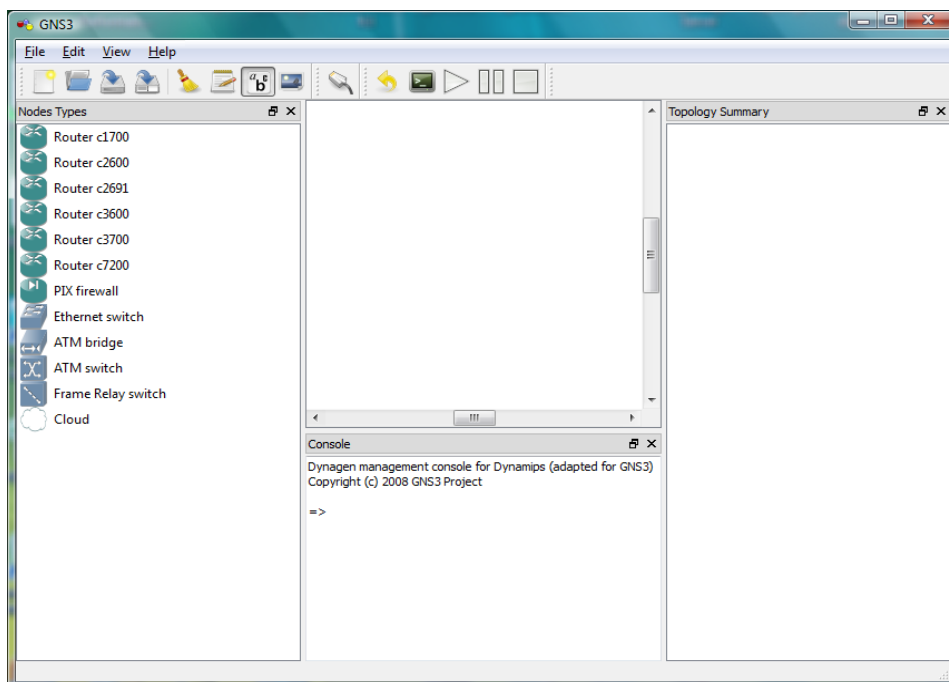 GNS3
File Edit View Help
Nodes Types
Router c1700
Router c2600
Router c2691
Router c3600
Router c3700
Router c7200
PIX firewall
Ethernet switch
ATM bridge
ATM switch
Frame Relay switch
Cloud
Console
Dynagen management console for Dynamips (adapted for GNS3)
Copyright (c) 2008 GNS3 Project
=>
Topology Summary